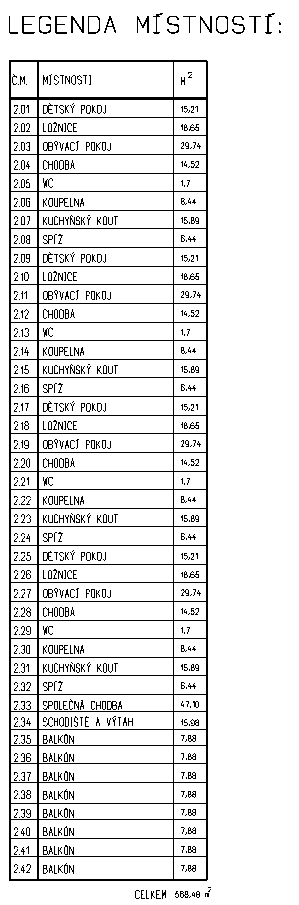 LEGENDA MÍSTNOSTÍ:
Č.M. MÍSTNOSTI M²
2.01 DĚTSKÝ POKOJ 15,21
2.02 LOŽNICE 18,65
2.03 OBÝVACÍ POKOJ 29,74
2.04 CHODBA 14,52
2.05 WC 1,7
2.06 KOUPELNA 8,44
2.07 KUCHYŇSKÝ KOUT 15,89
2.08 SPÍŽ 6,44
2.09 DĚTSKÝ POKOJ 15,21
2.10 LOŽNICE 18,65
2.11 OBÝVACÍ POKOJ 29,74
2.12 CHODBA 14,52
2.13 WC 1,7
2.14 KOUPELNA 8,44
2.15 KUCHYŇSKÝ KOUT 15,89
2.16 SPÍŽ 6,44
2.17 DĚTSKÝ POKOJ 15,21
2.18 LOŽNICE 18,65
2.19 OBÝVACÍ POKOJ 29,74
2.20 CHODBA 14,52
2.21 WC 1,7
2.22 KOUPELNA 8,44
2.23 KUCHYŇSKÝ KOUT 15,89
2.24 SPÍŽ 6,44
2.25 DĚTSKÝ POKOJ 15,21
2.26 LOŽNICE 18,65
2.27 OBÝVACÍ POKOJ 29,74
2.28 CHODBA 14,52
2.29 WC 1,7
2.30 KOUPELNA 8,44
2.31 KUCHYŇSKÝ KOUT 15,89
2.32 SPÍŽ 6,44
2.33 SPOLEČNÁ CHODBA 47,10
2.34 SCHODIŠTĚ A VÝTAH 15,98
2.35 BALKÓN 7,88
2.36 BALKÓN 7,88
2.37 BALKÓN 7,88
2.38 BALKÓN 7,88
2.39 BALKÓN 7,88
2.40 BALKÓN 7,88
2.41 BALKÓN 7,88
2.42 BALKÓN 7,88
CELKEM 568,48 m²